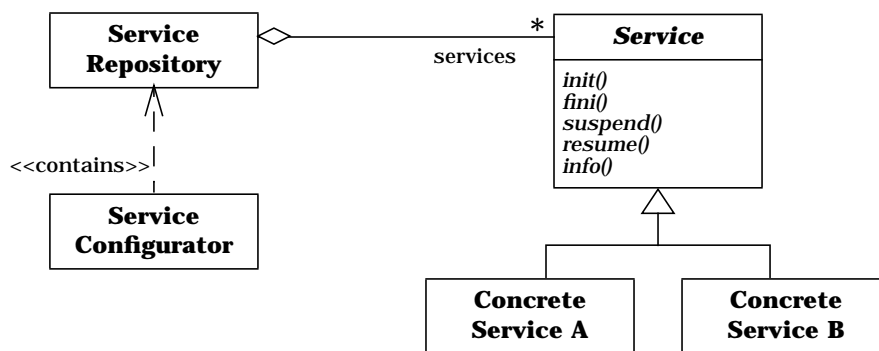 Service
Repository
*
services
Service
init()
fini()
suspend()
resume()
info()
<<contains>>
Service
Configurator
Concrete
Service A
Concrete
Service B